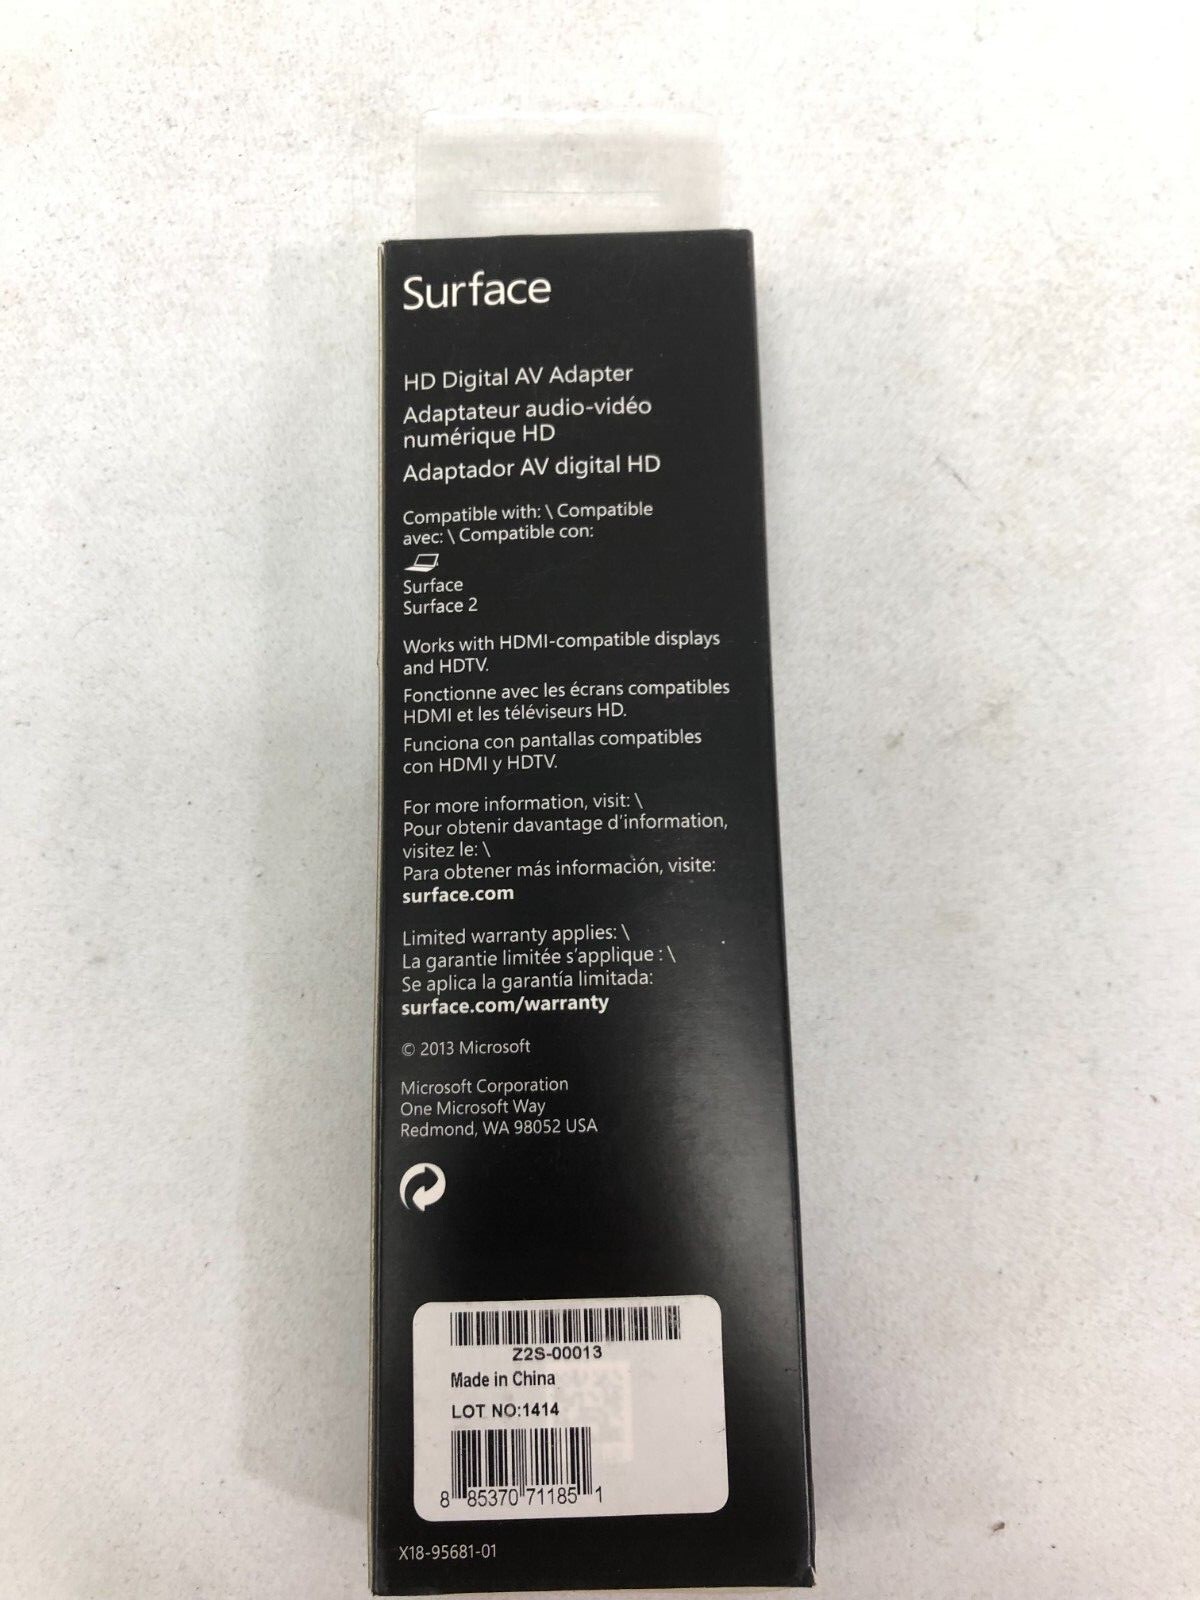 Surface
HD Digital AV Adapter
Adaptateur audio-vidéo
numérique HD
Adaptador AV digital HD
Compatible with: \ Compatible
avec: \ Compatible con:
Surface
Surface 2
Works with HDMI-compatible displays
and HDTV.
Fonctionne avec les écrans compatibles
HDMI et les téléviseurs HD.
Funciona con pantallas compatibles
con HDMI y HDTV.
For more information, visit: \
Pour obtenir davantage d'information,
visitez le: \
Para obtener más información, visite:
surface.com
Limited warranty applies: \
La garantie limitée s'applique : \
Se aplica la garantía limitada:
surface.com/warranty
© 2013 Microsoft
Microsoft Corporation
One Microsoft Way
Redmond, WA 98052 USA
Z2S-00013
Made in China
LOT NO:1414
8 85370 71185 1
X18-95681-01